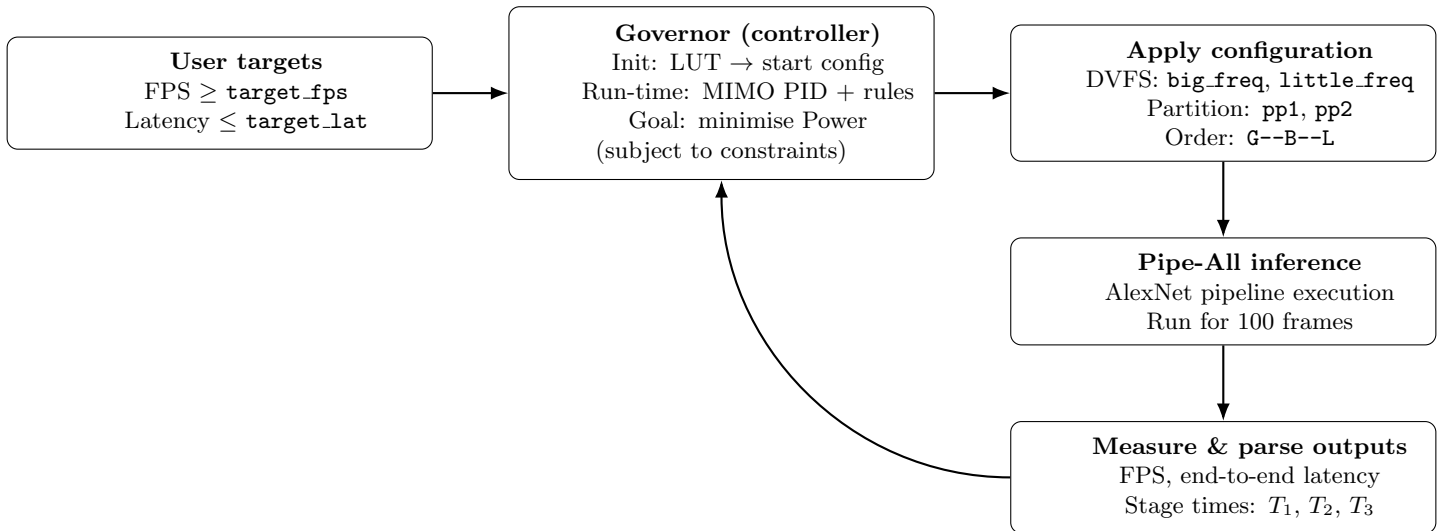 User targets
FPS ≥ target_fps
Latency ≤ target_lat
Governor (controller)
Init: LUT → start config
Run-time: MIMO PID + rules
Goal: minimise Power
(subject to constraints)
Apply configuration
DVFS: big_freq, little_freq
Partition: pp1, pp2
Order: G--B--L
Pipe-All inference
AlexNet pipeline execution
Run for 100 frames
Measure & parse outputs
FPS, end-to-end latency
Stage times: T₁, T₂, T₃